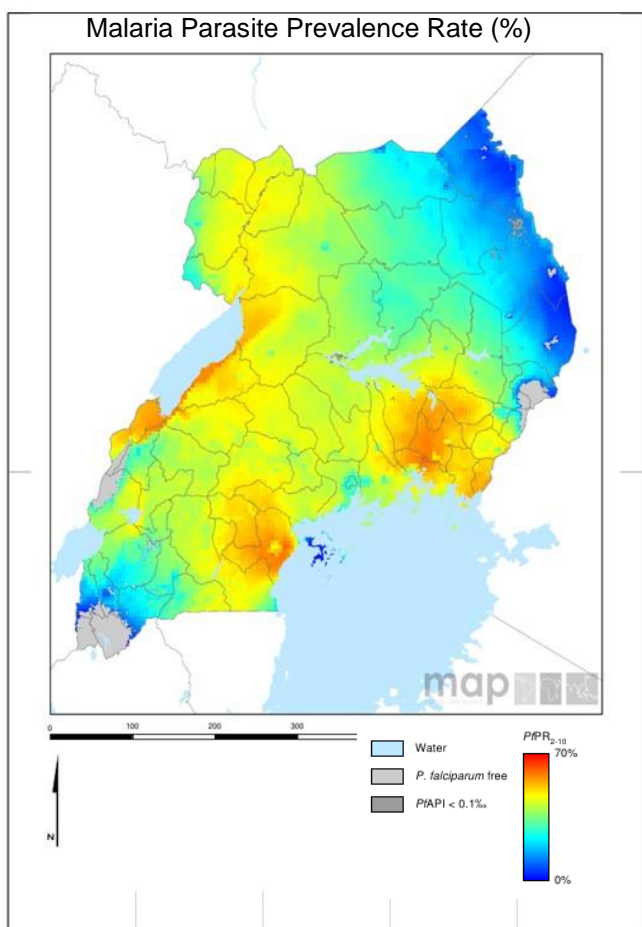 Malaria Parasite Prevalence Rate (%)
map
0 100 200 300
Water
P. falciparum free
PfAPI < 0.1‰
PfPR2-10
70%
0%
N